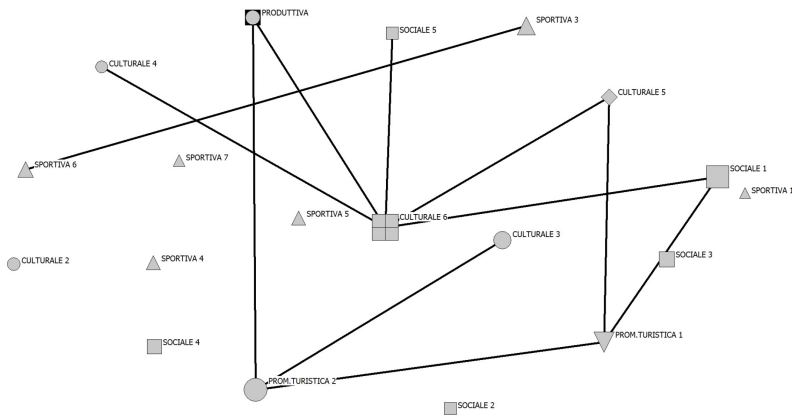 PRODUTTIVA
SPORTIVA 3
SOCIALE 5
CULTURALE 4
CULTURALE 5
SPORTIVA 7
SPORTIVA 6
SOCIALE 1
SPORTIVA 1
SPORTIVA 5
CULTURALE 6
CULTURALE 3
SOCIALE 3
CULTURALE 2
SPORTIVA 4
PROM.TURISTICA 1
SOCIALE 4
PROM.TURISTICA 2
SOCIALE 2